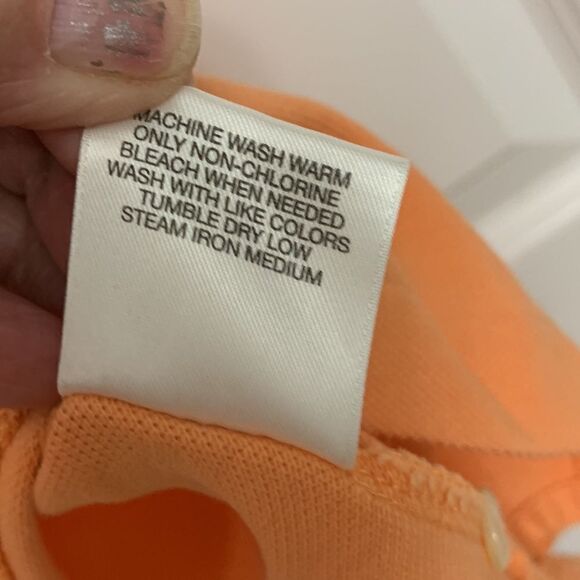 MACHINE WASH WARM
ONLY NON-CHLORINE
BLEACH WHEN NEEDED
WASH WITH LIKE COLORS
TUMBLE DRY LOW
STEAM IRON MEDIUM